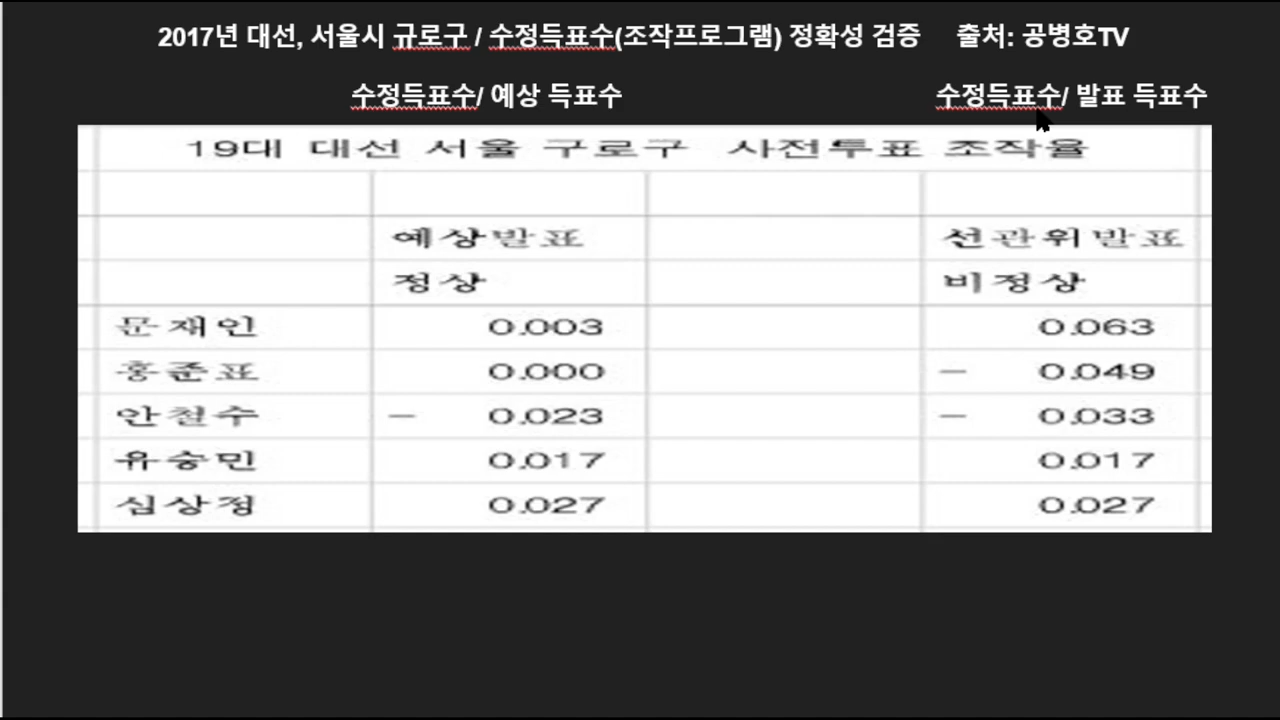 2017년 대선, 서울시 규로구 / 수정득표수(조작프로그램) 정확성 검증 출처: 공병호TV
수정득표수/ 예상 득표수 수정득표수/ 발표 득표수
19대 대선 서울 구로구 사전투표 조작율
예상발표 선관위발표
정상 비정상
문재인 0.003 0.063
홍준표 0.000 - 0.049
안철수 - 0.023 - 0.033
유승민 0.017 0.017
심상정 0.027 0.027